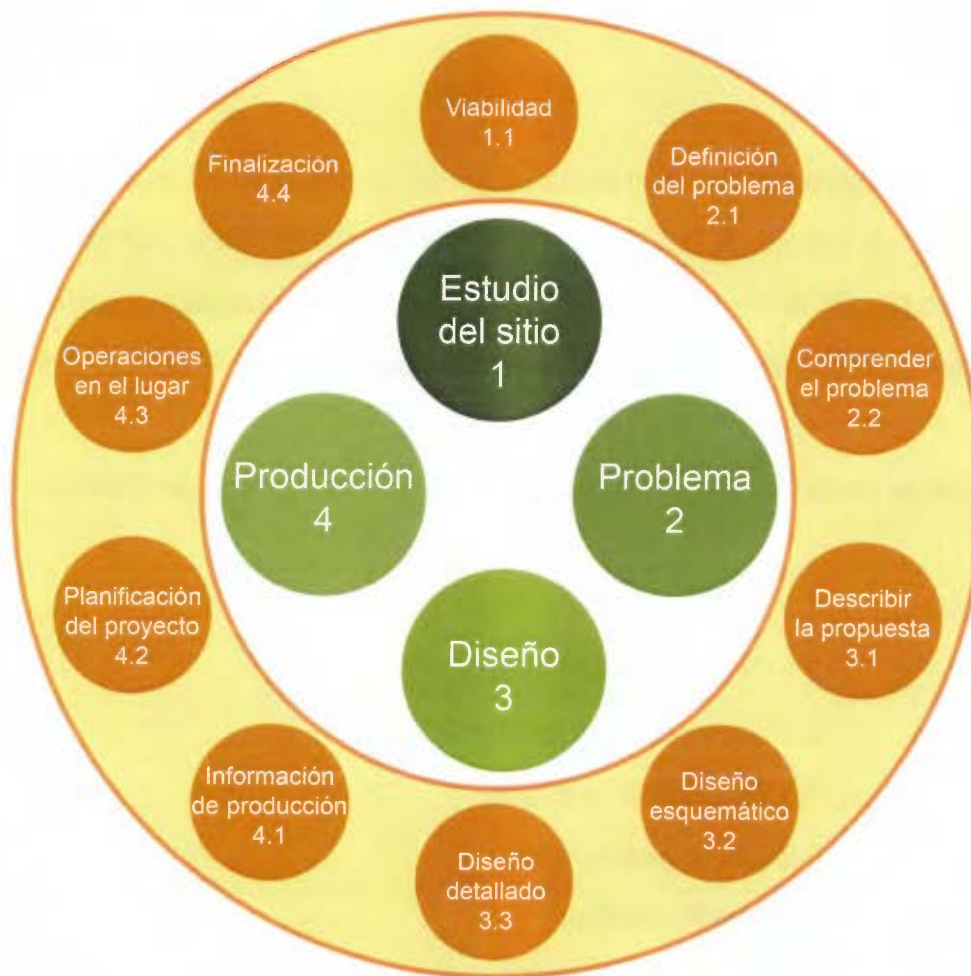 Viabilidad
1.1
Definición
del problema
2.1
Comprender
el problema
2.2
Describir
la propuesta
3.1
Diseño
esquemático
3.2
Diseño
detallado
3.3
Información
de producción
4.1
Planificación
del proyecto
4.2
Operaciones
en el lugar
4.3
Finalización
4.4
Estudio
del sitio
1
Problema
2
Diseño
3
Producción
4